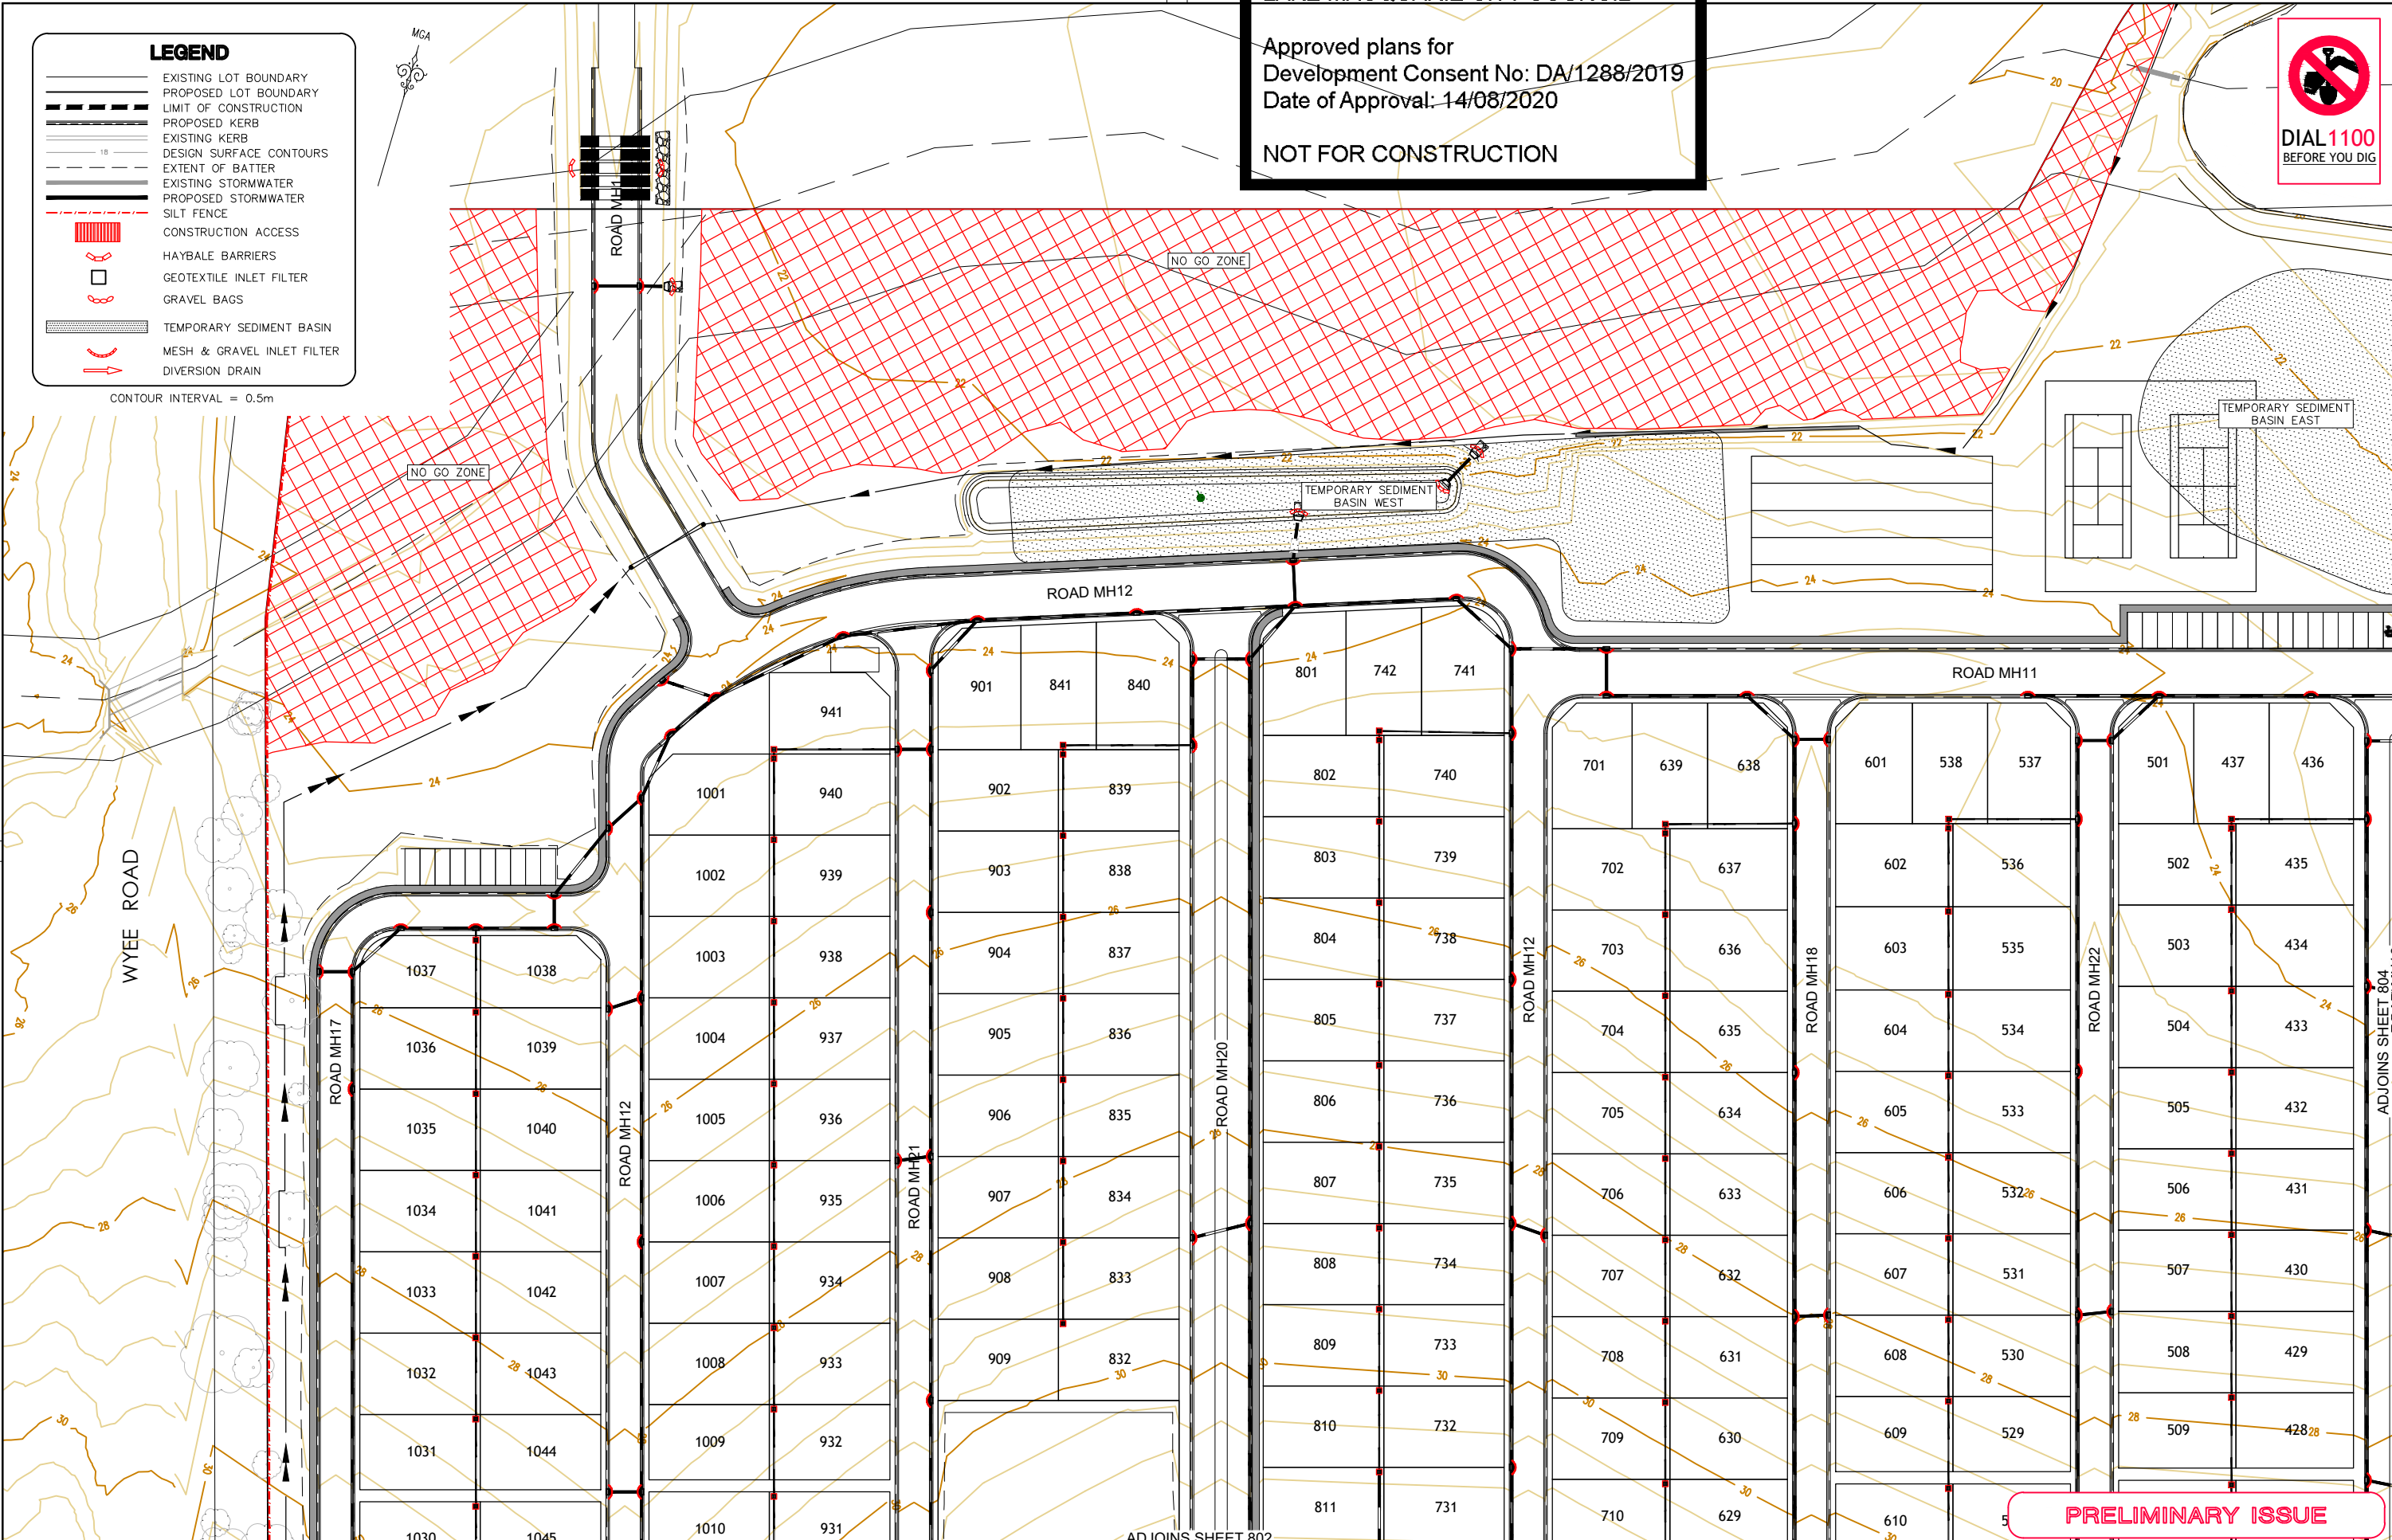 LEGEND
EXISTING LOT BOUNDARY
PROPOSED LOT BOUNDARY
LIMIT OF CONSTRUCTION
PROPOSED KERB
EXISTING KERB
18 DESIGN SURFACE CONTOURS
EXTENT OF BATTER
EXISTING STORMWATER
PROPOSED STORMWATER
SILT FENCE
CONSTRUCTION ACCESS
HAYBALE BARRIERS
GEOTEXTILE INLET FILTER
GRAVEL BAGS
TEMPORARY SEDIMENT BASIN
MESH & GRAVEL INLET FILTER
DIVERSION DRAIN
CONTOUR INTERVAL = 0.5m
MGA
Approved plans for
Development Consent No: DA/1288/2019
Date of Approval: 14/08/2020
NOT FOR CONSTRUCTION
DIAL1100
BEFORE YOU DIG
ROAD MH1
NO GO ZONE
NO GO ZONE
TEMPORARY SEDIMENT
BASIN WEST
TEMPORARY SEDIMENT
BASIN EAST
ROAD MH12
ROAD MH11
WYEE ROAD
ROAD MH17
ROAD MH12
ROAD MH21
ROAD MH20
ROAD MH12
ROAD MH18
ROAD MH22
ADJOINS SHEET 804
901 841 840
801 742 741
941
701 639 638
601 538 537
501 437 436
1001 940 902 839 802 740
1002 939 903 838 803 739 702 637 602 536 502 435
1037 1038 1003 938 904 837 804 738 703 636 603 535 503 434
1036 1039 1004 937 905 836 805 737 704 635 604 534 504 433
1035 1040 1005 936 906 835 806 736 705 634 605 533 505 432
1034 1041 1006 935 907 834 807 735 706 633 606 532 506 431
1033 1042 1007 934 908 833 808 734 707 632 607 531 507 430
1032 1043 1008 933 909 832 809 733 708 631 608 530 508 429
1031 1044 1009 932 810 732 709 630 609 529 509 428
1030 1045 1010 931 811 731 710 629 610
ADJOINS SHEET 802
PRELIMINARY ISSUE